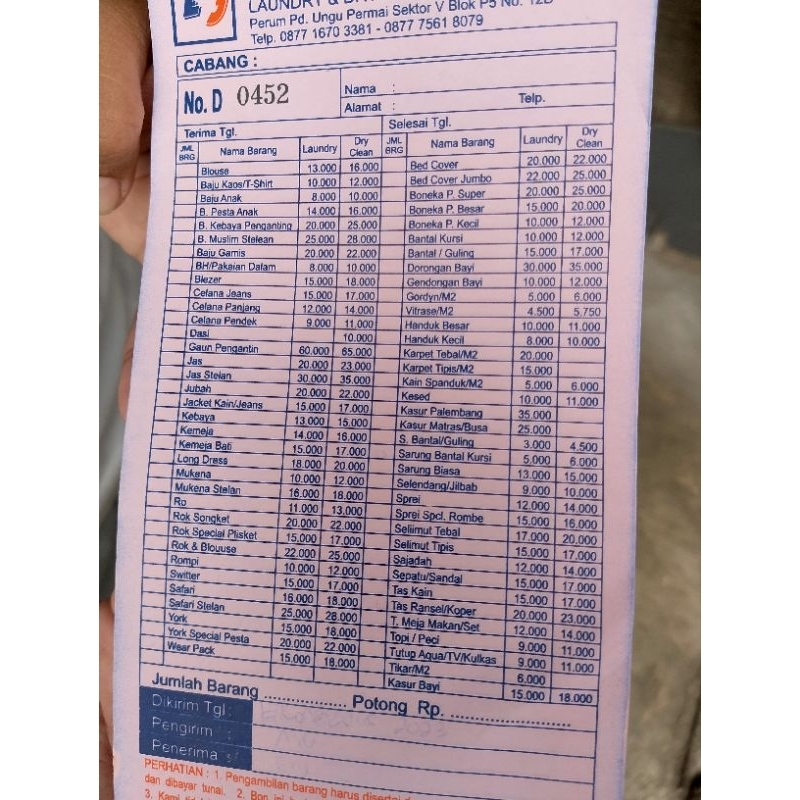 Perum Pd. Ungu Permai Sektor V Blok P5 No. 12B
Telp. 0877 1670 3381 - 0877 7561 8079
CABANG :
No. D 0452
Nama :
Alamat : Telp.
Terima Tgl.
JML BRG Nama Barang Laundry Dry Clean
Blouse 13.000 16.000
Baju Kaos/T-Shirt 10.000 12.000
Baju Anak 8.000 10.000
B. Pesta Anak 14.000 16.000
B. Kebaya Penganting 20.000 25.000
B. Muslim Stelean 25.000 28.000
Baju Gamis 20.000 22.000
BH/Pakaian Dalam 8.000 10.000
Blezer 15.000 18.000
Celana Jeans 15.000 17.000
Celana Panjang 12.000 14.000
Celana Pendek 9.000 11.000
Dasi 10.000
Gaun Pengantin 60.000 65.000
Jas 20.000 23.000
Jas Stelan 30.000 35.000
Jubah 20.000 22.000
Jacket Kain/Jeans 15.000 17.000
Kebaya 13.000 15.000
Kemeja 14.000 16.000
Kemeja Bati 15.000 17.000
Long Dress 18.000 20.000
Mukena 10.000 12.000
Mukena Stelan 16.000 18.000
Ro 11.000 13.000
Rok Songket 20.000 22.000
Rok Special Plisket 15.000 17.000
Rok & Blouuse 22.000 25.000
Rompi 10.000 12.000
Switter 15.000 17.000
Safari 16.000 18.000
Safari Stelan 25.000 28.000
York 15.000 18.000
York Special Pesta 20.000 22.000
Wear Pack 15.000 18.000
Selesai Tgl.
JML BRG Nama Barang Laundry Dry Clean
Bed Cover 20.000 22.000
Bed Cover Jumbo 22.000 25.000
Boneka P. Super 20.000 25.000
Boneka P. Besar 15.000 20.000
Boneka P. Kecil 10.000 12.000
Bantal Kursi 10.000 12.000
Bantal / Guling 15.000 17.000
Dorongan Bayi 30.000 35.000
Gendongan Bayi 10.000 12.000
Gordyn/M2 5.000 6.000
Vitrase/M2 4.500 5.750
Handuk Besar 10.000 11.000
Handuk Kecil 8.000 10.000
Karpet Tebal/M2 20.000
Karpet Tipis/M2 15.000
Kain Spanduk/M2 5.000 6.000
Kesed 10.000 11.000
Kasur Palembang 35.000
Kasur Matras/Busa 25.000
S. Bantal/Guling 3.000 4.500
Sarung Bantal Kursi 5.000 6.000
Sarung Biasa 13.000 15.000
Selendang/Jilbab 9.000 10.000
Sprei 12.000 14.000
Sprei Spcl. Rombe 15.000 16.000
Seliimut Tebal 17.000 20.000
Selimut Tipis 15.000 17.000
Sajadah 12.000 14.000
Sepatu/Sandal 15.000 17.000
Tas Kain 15.000 17.000
Tas Ransel/Koper 20.000 23.000
T. Meja Makan/Set 12.000 14.000
Topi / Peci 9.000 11.000
Tutup Aqua/TV/Kulkas 9.000 11.000
Tikar/M2 6.000
Kasur Bayi 15.000 18.000
Jumlah Barang .................. Potong Rp. ..........................
Dikirim Tgl :
Pengirim :
Penerima :
PERHATIAN : 1. Pengambilan barang harus disertai
dan dibayar tunai. 2. Bon ini
3. Kami